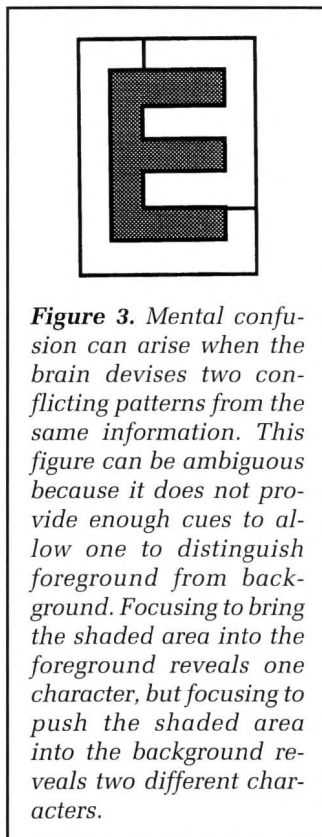 E
Figure 3. Mental confu-
sion can arise when the
brain devises two con-
flicting patterns from the
same information. This
figure can be ambiguous
because it does not pro-
vide enough cues to al-
low one to distinguish
foreground from back-
ground. Focusing to bring
the shaded area into the
foreground reveals one
character, but focusing to
push the shaded area
into the background re-
veals two different char-
acters.